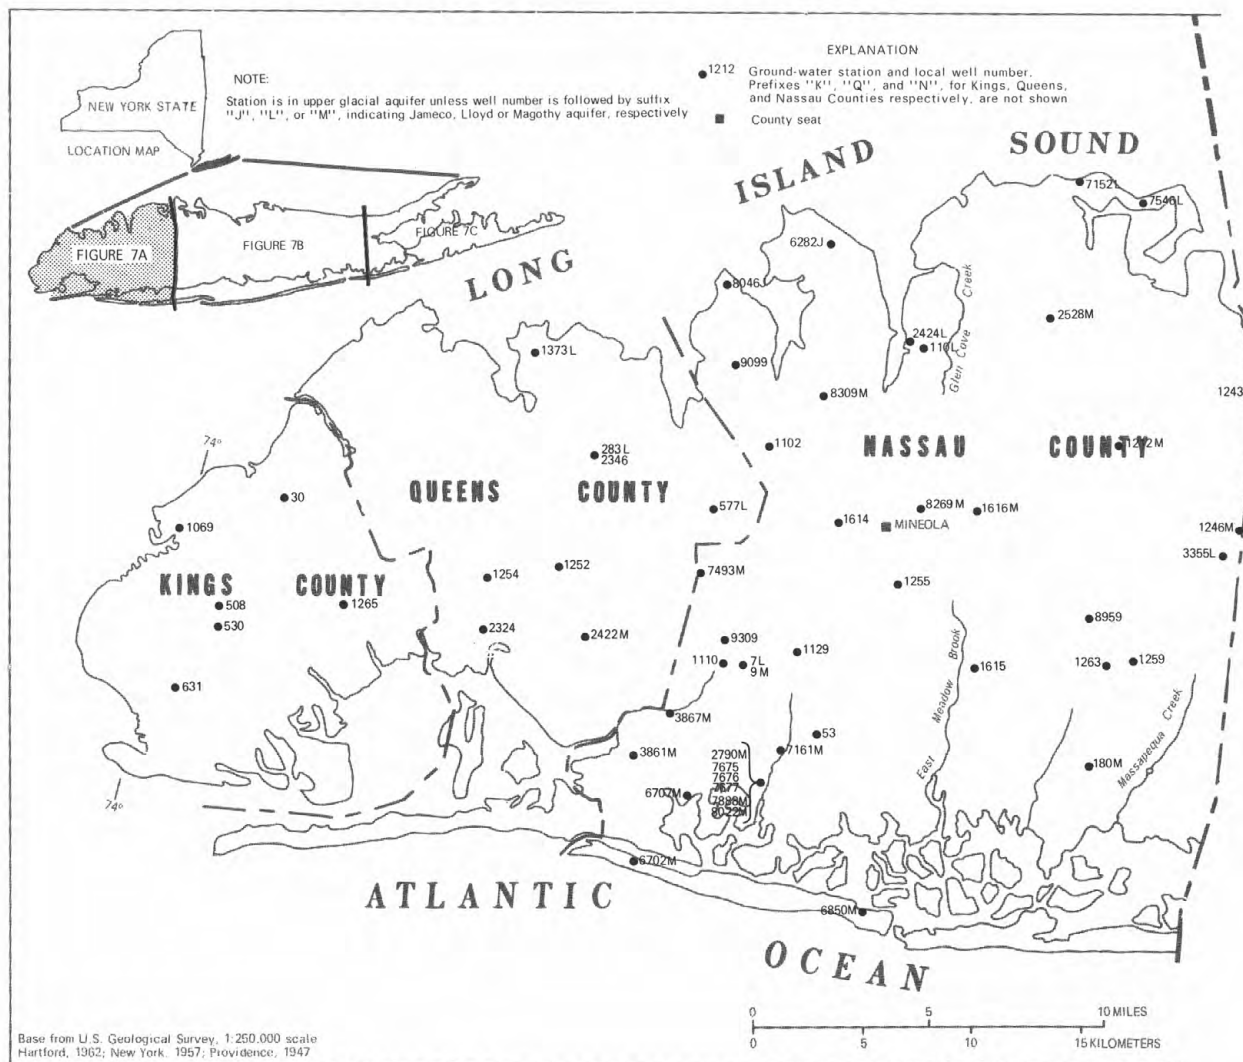 EXPLANATION
NOTE:
Station is in upper glacial aquifer unless well number is followed by suffix
"J", "L", or "M", indicating Jameco, Lloyd or Magothy aquifer, respectively
1212
Ground-water station and local well number.
Prefixes "K", "Q", and "N", for Kings, Queens,
and Nassau Counties respectively, are not shown
County seat
NEW YORK STATE
LOCATION MAP
FIGURE 7A
FIGURE 7B
FIGURE 7C
LONG
ISLAND
SOUND
7152L
7546L
6282J
8046J
2528M
2424L
110L
Glen Cove Creek
1373L
9099
8309M
1243
74°
1102
NASSAU
COUNTY
1212M
283L
2346
30
QUEENS
COUNTY
577L
8269M
1616M
1614
MINEOLA
1069
1246M
3355L
KINGS
COUNTY
1254
1252
7493M
1255
508
1265
530
2324
2422M
9309
1129
8959
1110
7L
9M
1615
1263
1259
631
East Meadow Brook
Massapequa Creek
3867M
53
3861M
7161M
2790M
7675
7676
7677
7888M
8022M
180M
6707M
74°
6702M
6850M
ATLANTIC
OCEAN
0 5 10 MILES
0 5 10 15 KILOMETERS
Base from U.S. Geological Survey, 1:250,000 scale
Hartford, 1962; New York, 1957; Providence, 1947